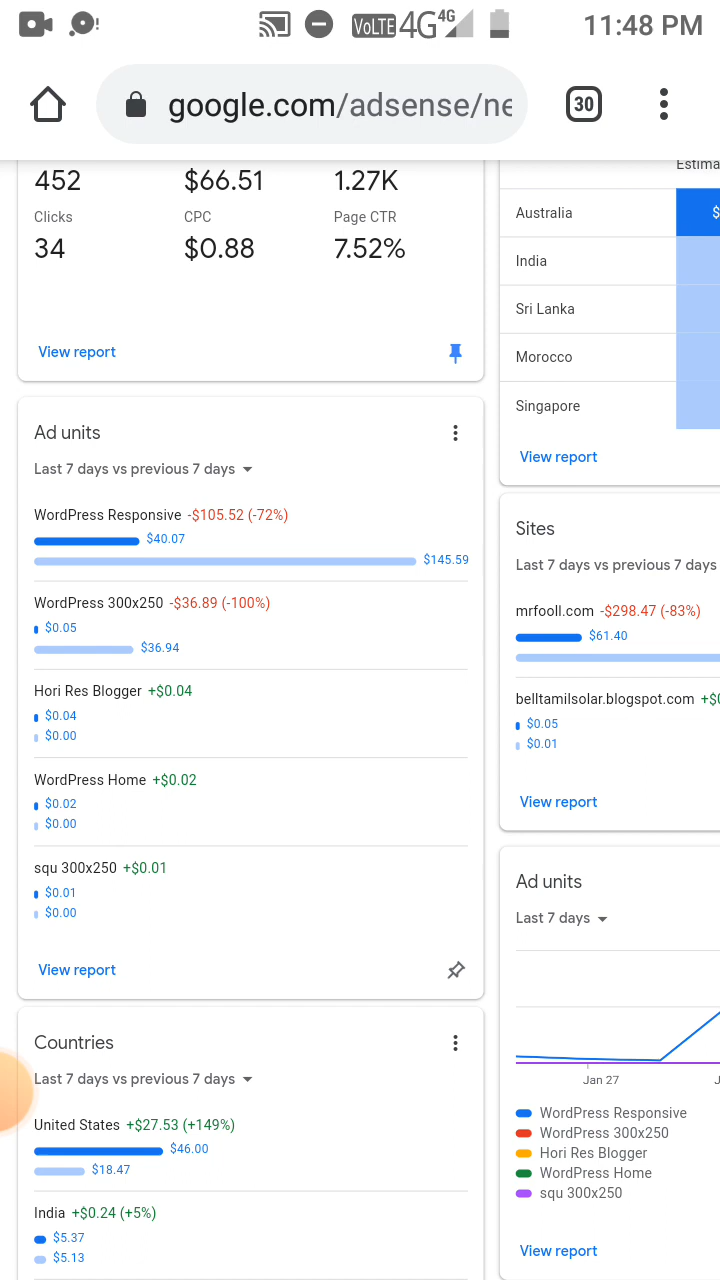 VoLTE 4G 4G 11:48 PM
google.com/adsense/ne
30
452 $66.51 1.27K
Clicks CPC Page CTR
34 $0.88 7.52%
View report
Ad units
Last 7 days vs previous 7 days
WordPress Responsive -$105.52 (-72%)
$40.07
$145.59
WordPress 300x250 -$36.89 (-100%)
$0.05
$36.94
Hori Res Blogger +$0.04
$0.04
$0.00
WordPress Home +$0.02
$0.02
$0.00
squ 300x250 +$0.01
$0.01
$0.00
View report
Countries
Last 7 days vs previous 7 days
United States +$27.53 (+149%)
$46.00
$18.47
India +$0.24 (+5%)
$5.37
$5.13
Estima
Australia $
India
Sri Lanka
Morocco
Singapore
View report
Sites
Last 7 days vs previous 7 days
mrfooll.com -$298.47 (-83%)
$61.40
belltamilsolar.blogspot.com +$0
$0.05
$0.01
View report
Ad units
Last 7 days
Jan 27 J
WordPress Responsive
WordPress 300x250
Hori Res Blogger
WordPress Home
squ 300x250
View report